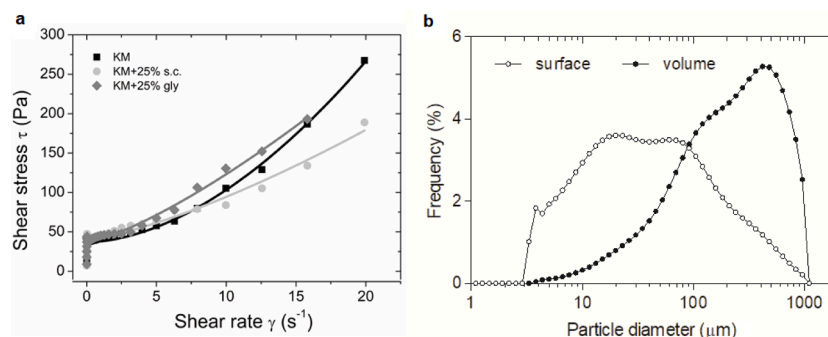 a
Shear stress τ (Pa)
300
250
200
150
100
50
0
KM
KM+25% s.c.
KM+25% gly
0 5 10 15 20
Shear rate γ (s⁻¹)
b
Frequency (%)
6
4
2
0
surface volume
1 10 100 1000
Particle diameter (μm)